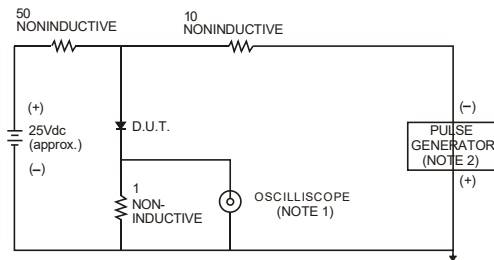 50
NONINDUCTIVE
10
NONINDUCTIVE
(+)
25Vdc
(approx.)
(–)
D.U.T.
1
NON-
INDUCTIVE
OSCILLISCOPE
(NOTE 1)
(–)
PULSE
GENERATOR
(NOTE 2)
(+)